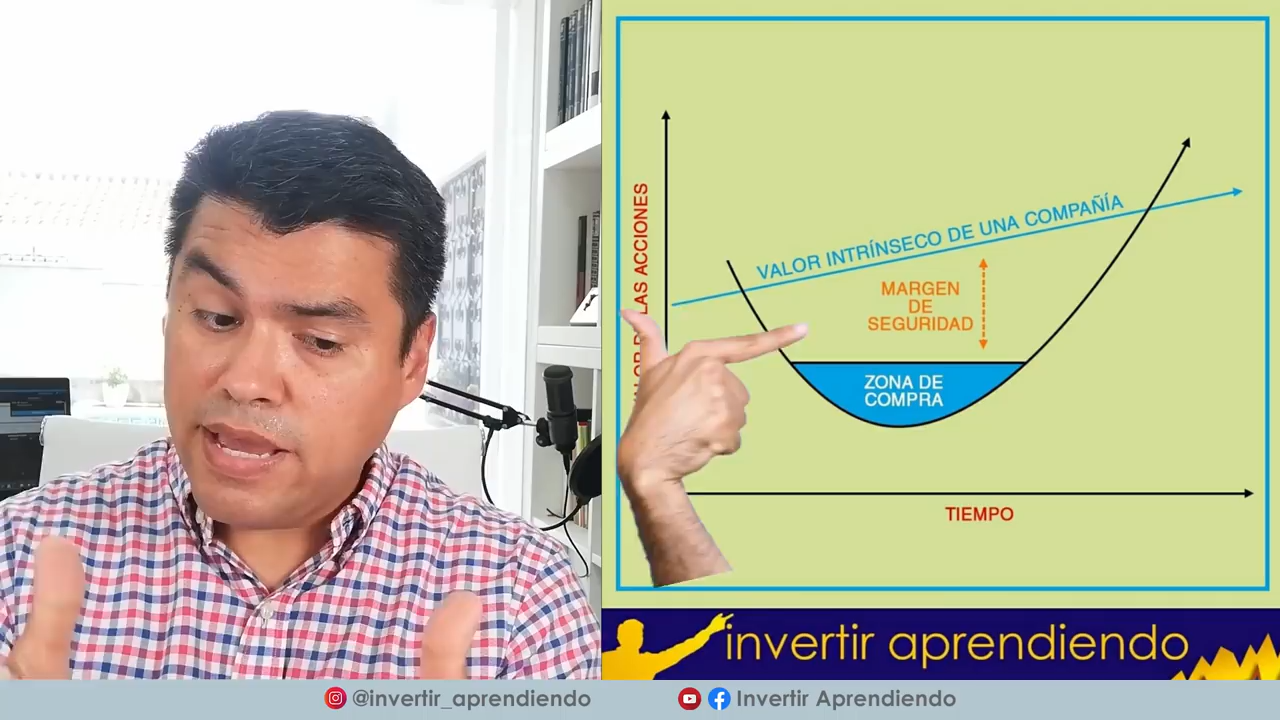 LAS ACCIONES
VALOR INTRÍNSECO DE UNA COMPAÑÍA
MARGEN
DE
SEGURIDAD
ZONA DE
COMPRA
TIEMPO
invertir aprendiendo
@invertir_aprendiendo
Invertir Aprendiendo